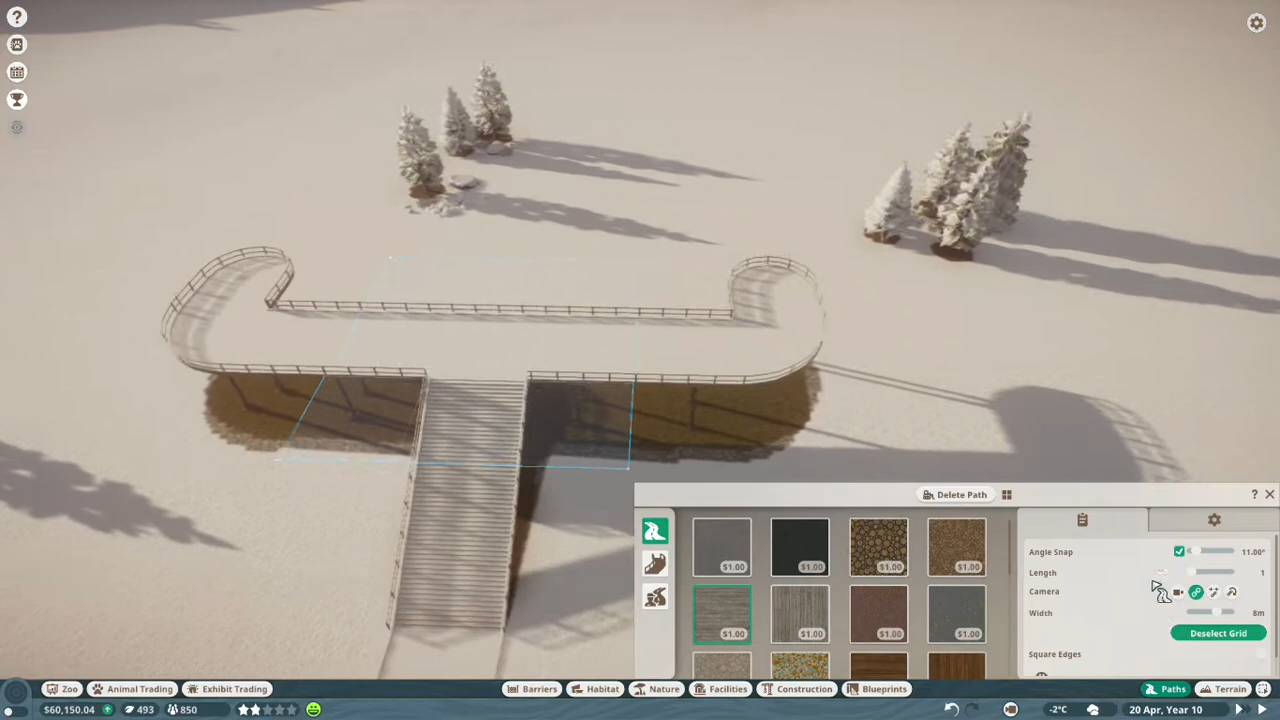 ?
Delete Path
?
$1.00 $1.00 $1.00 $1.00
$1.00 $1.00 $1.00 $1.00
Angle Snap 11.00°
Length 1
Camera
Width 8m
Deselect Grid
Square Edges
Zoo Animal Trading Exhibit Trading Barriers Habitat Nature Facilities Construction Blueprints Paths Terrain
$60,150.04 493 850 -2°C 20 Apr, Year 10